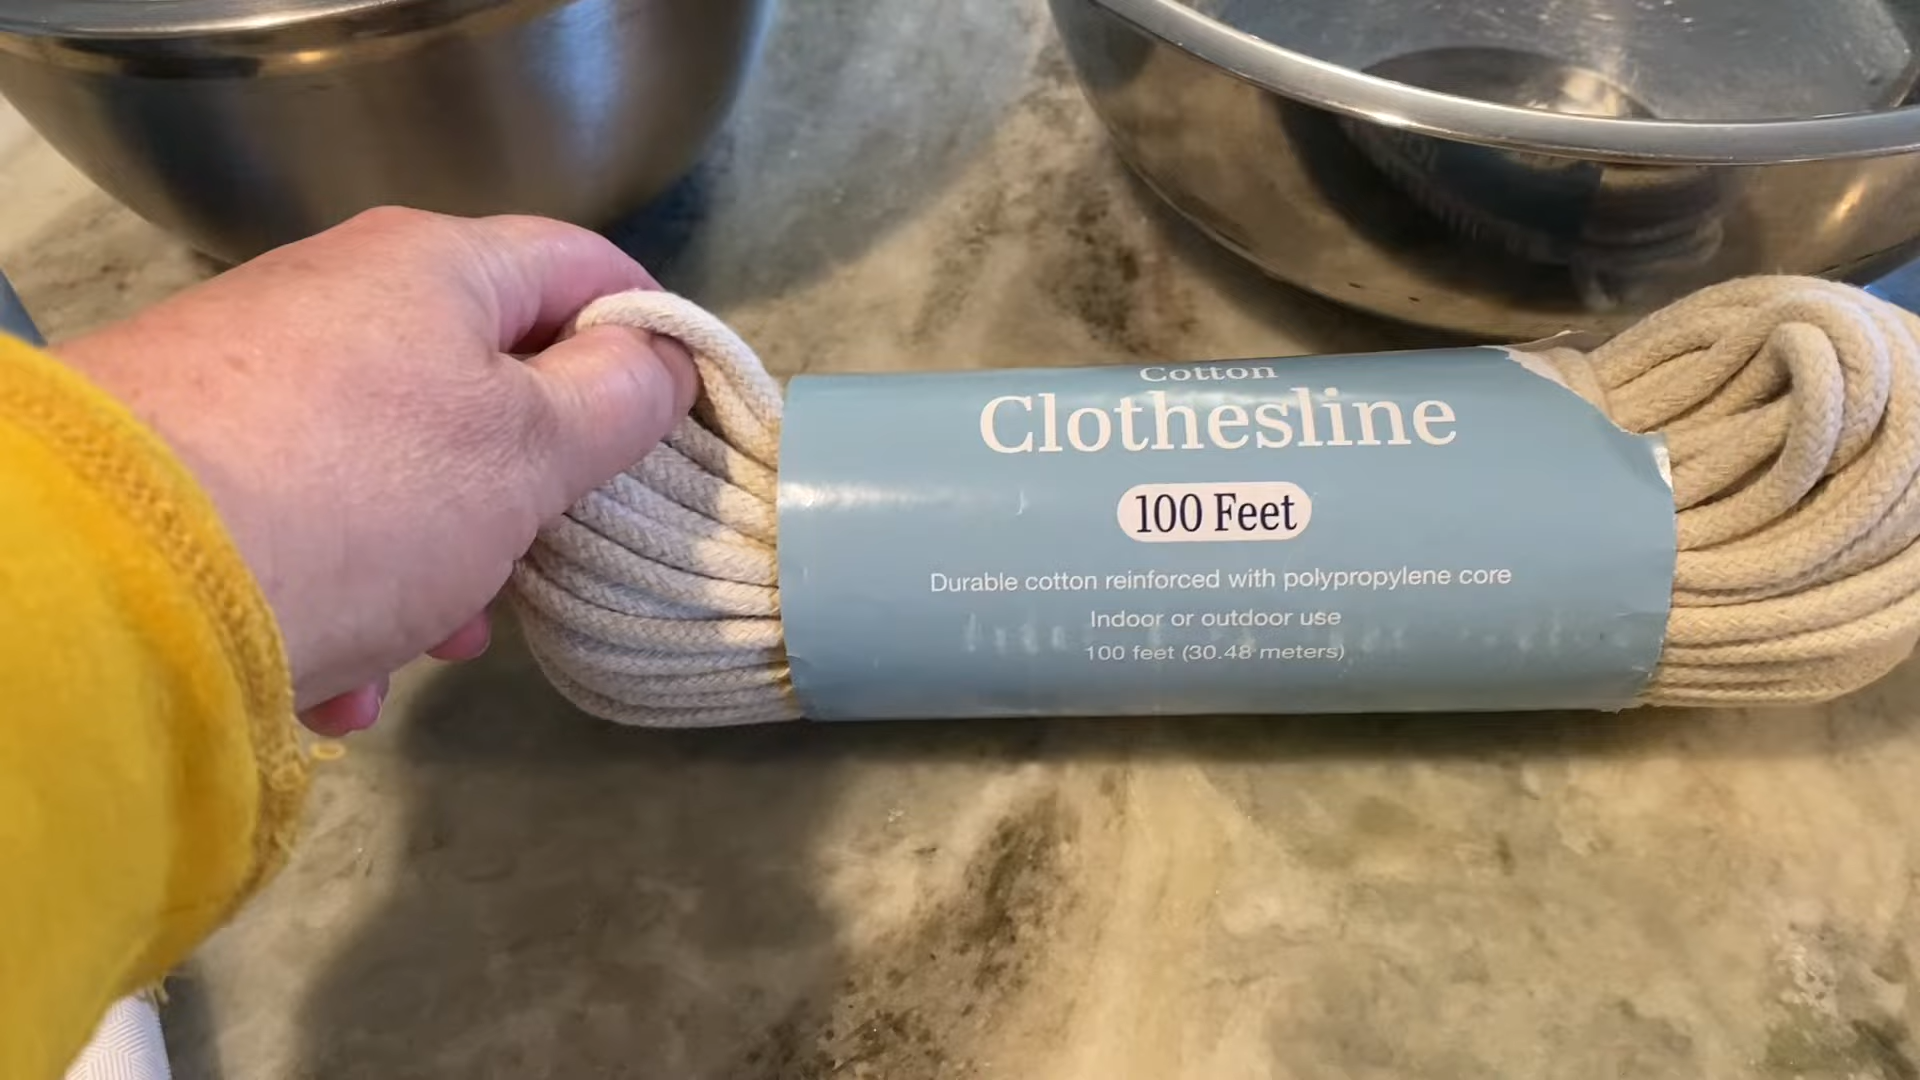 Cotton
Clothesline
100 Feet
Durable cotton reinforced with polypropylene core
Indoor or outdoor use
100 feet (30.48 meters)